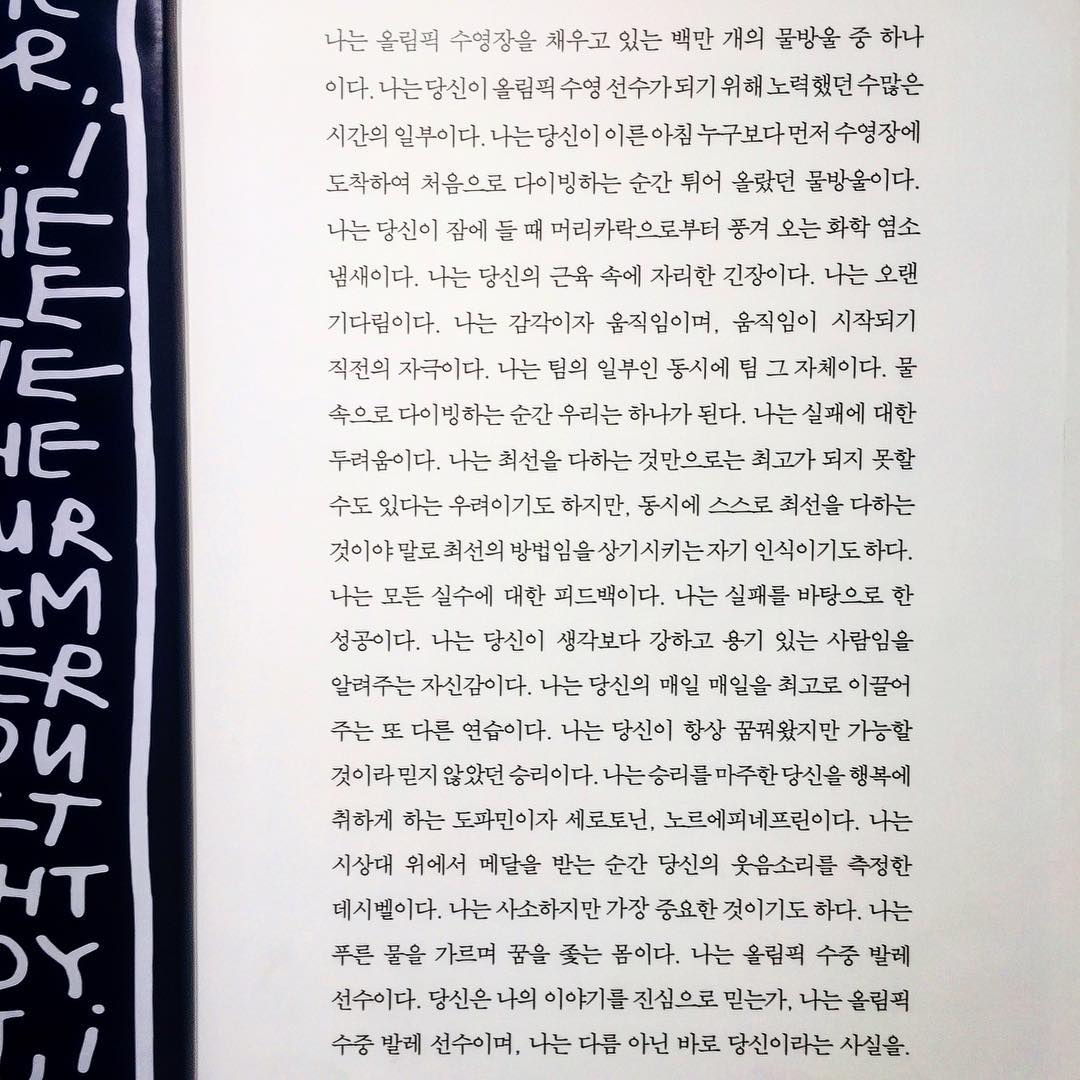 R,
i
HE
LE
VE
HE
UR
AM
ER
OU
LT
HT
OY
T, i
나는 올림픽 수영장을 채우고 있는 백만 개의 물방울 중 하나
이다. 나는 당신이 올림픽 수영 선수가 되기 위해 노력했던 수많은
시간의 일부이다. 나는 당신이 이른 아침 누구보다 먼저 수영장에
도착하여 처음으로 다이빙하는 순간 튀어 올랐던 물방울이다.
나는 당신이 잠에 들 때 머리카락으로부터 풍겨 오는 화학 염소
냄새이다. 나는 당신의 근육 속에 자리한 긴장이다. 나는 오랜
기다림이다. 나는 감각이자 움직임이며, 움직임이 시작되기
직전의 자극이다. 나는 팀의 일부인 동시에 팀 그 자체이다. 물
속으로 다이빙하는 순간 우리는 하나가 된다. 나는 실패에 대한
두려움이다. 나는 최선을 다하는 것만으로는 최고가 되지 못할
수도 있다는 우려이기도 하지만, 동시에 스스로 최선을 다하는
것이야 말로 최선의 방법임을 상기시키는 자기 인식이기도 하다.
나는 모든 실수에 대한 피드백이다. 나는 실패를 바탕으로 한
성공이다. 나는 당신이 생각보다 강하고 용기 있는 사람임을
알려주는 자신감이다. 나는 당신의 매일 매일을 최고로 이끌어
주는 또 다른 연습이다. 나는 당신이 항상 꿈꿔왔지만 가능할
것이라 믿지 않았던 승리이다. 나는 승리를 마주한 당신을 행복에
취하게 하는 도파민이자 세로토닌, 노르에피네프린이다. 나는
시상대 위에서 메달을 받는 순간 당신의 웃음소리를 측정한
데시벨이다. 나는 사소하지만 가장 중요한 것이기도 하다. 나는
푸른 물을 가르며 꿈을 좇는 몸이다. 나는 올림픽 수중 발레
선수이다. 당신은 나의 이야기를 진심으로 믿는가, 나는 올림픽
수중 발레 선수이며, 나는 다름 아닌 바로 당신이라는 사실을.